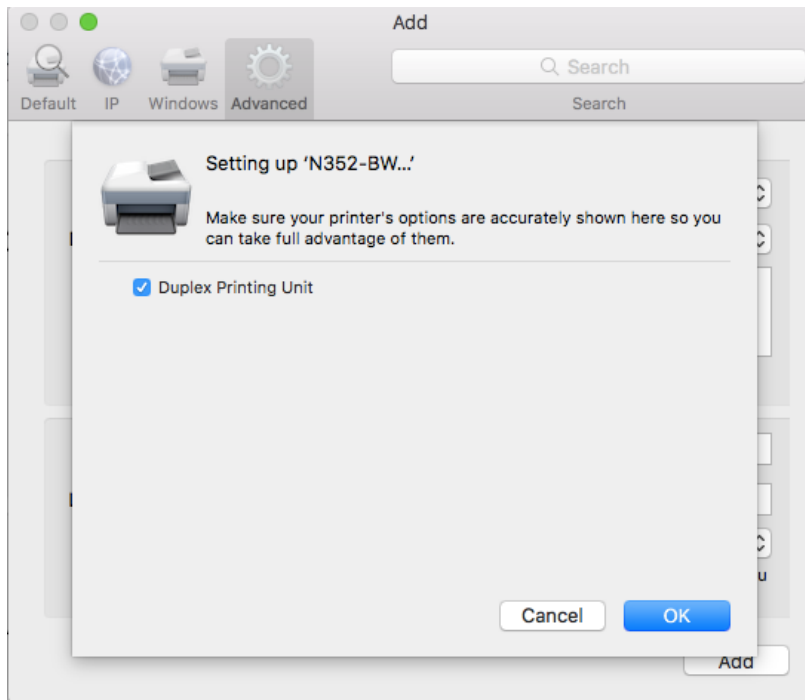 Add
Search
Default IP Windows Advanced Search
Setting up ‘N352-BW...’
Make sure your printer's options are accurately shown here so you
can take full advantage of them.
Duplex Printing Unit
u
Cancel OK
Add